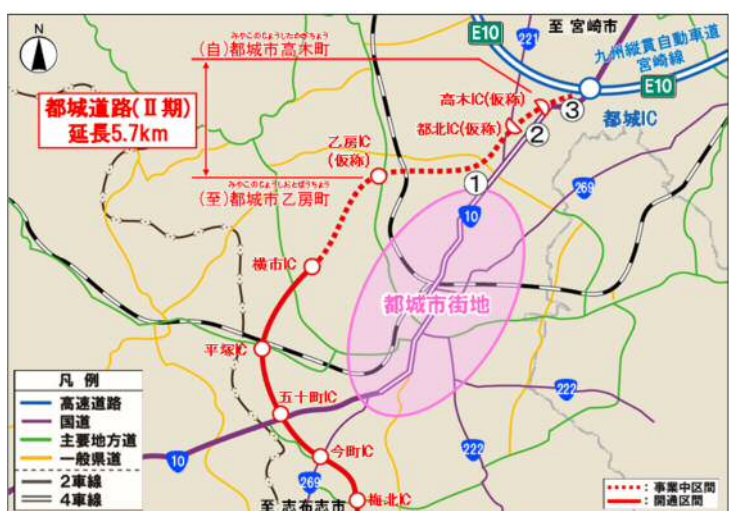 N
至 宮崎市
E10
221
九州縦貫自動車道
宮崎線
E10
みやこのじょうしたかぎちょう
(自)都城市高木町
都城道路(Ⅱ期)
延長5.7km
高木IC(仮称)
③
都城IC
都北IC(仮称)
②
乙房IC
(仮称)
①
みやこのじょうしおとぼうちょう
(至)都城市乙房町
269
10
横市IC
都城市街地
平塚IC
五十町IC
222
222
今町IC
10
269
至 志布志市
梅北IC
凡 例
高速道路
国道
主要地方道
一般県道
2車線
4車線
:事業中区間
:開通区間